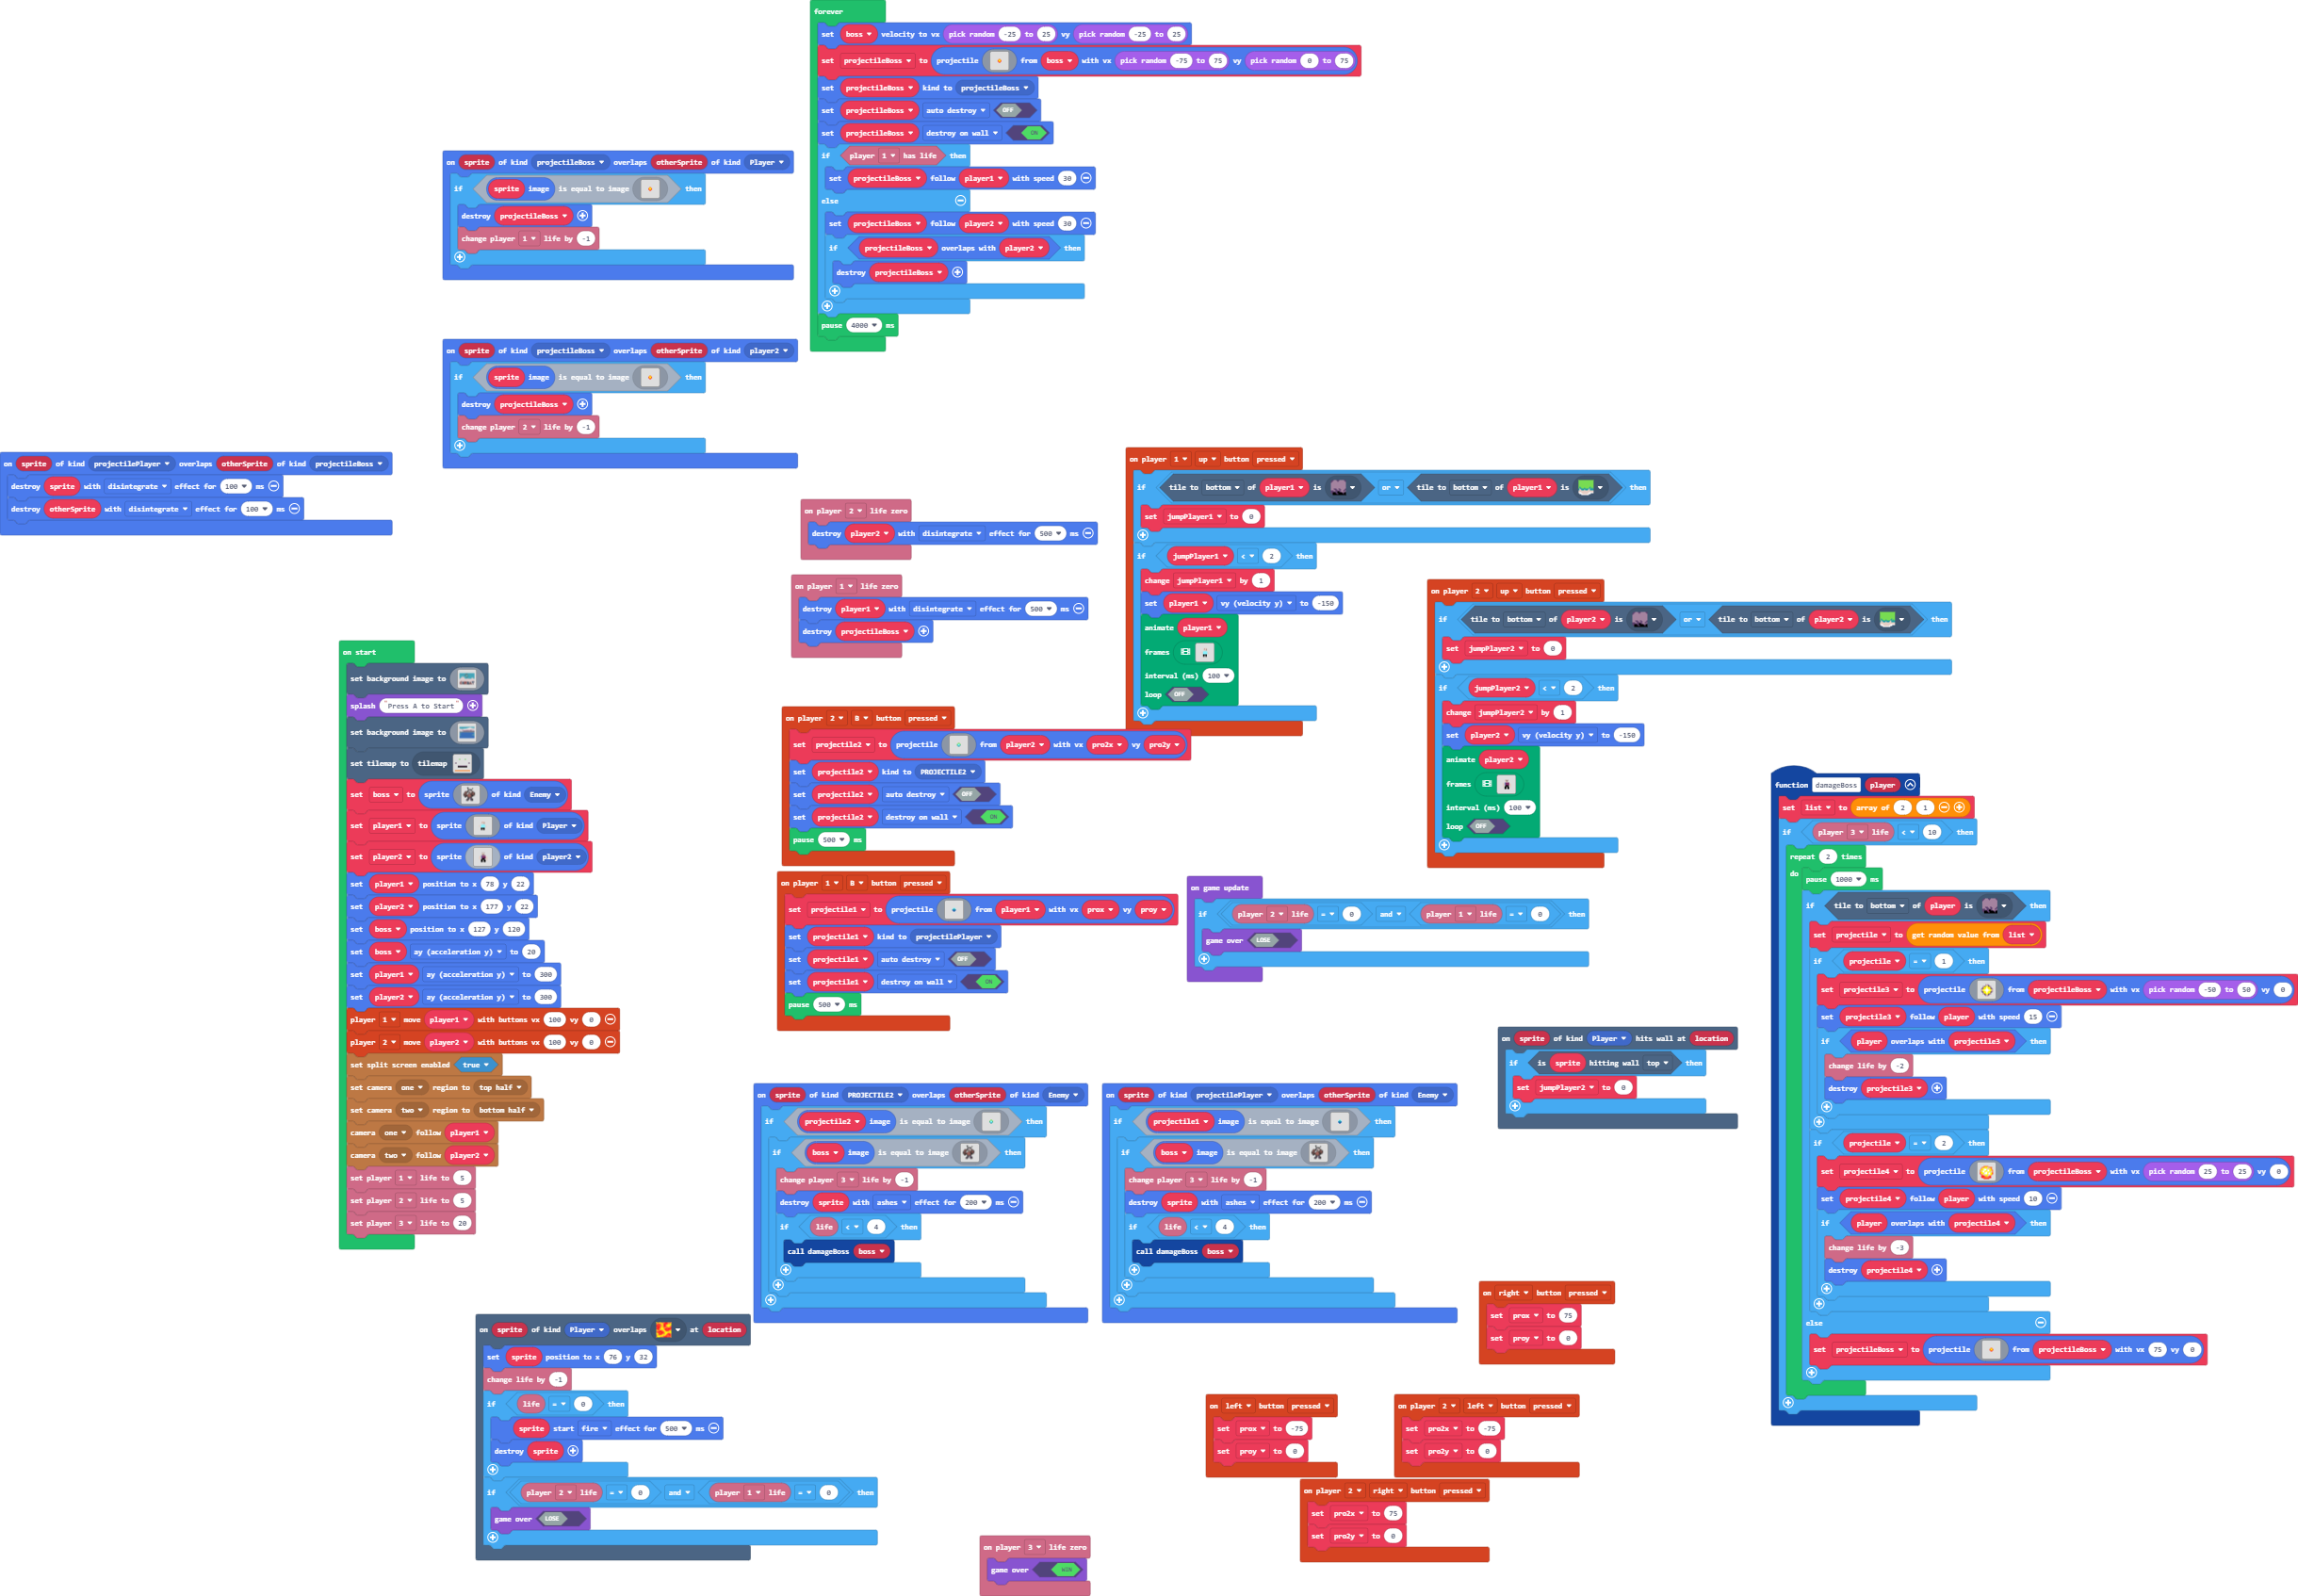 forever
set boss velocity to vx pick random -25 to 25 vy pick random -25 to 25
set projectileBoss to projectile from boss with vx pick random -75 to 75 vy pick random 0 to 75
set projectileBoss kind to projectileBoss
set projectileBoss auto destroy OFF
set projectileBoss destroy on wall ON
if player 1 has life then
set projectileBoss follow player1 with speed 30
else
set projectileBoss follow player2 with speed 30
if projectileBoss overlaps with player2 then
destroy projectileBoss
pause 4000 ms
on sprite of kind projectileBoss overlaps otherSprite of kind Player
if sprite image is equal to image then
destroy projectileBoss
change player 1 life by -1
on sprite of kind projectileBoss overlaps otherSprite of kind player2
if sprite image is equal to image then
destroy projectileBoss
change player 2 life by -1
on sprite of kind projectilePlayer overlaps otherSprite of kind projectileBoss
destroy sprite with disintegrate effect for 100 ms
destroy otherSprite with disintegrate effect for 100 ms
on player 2 life zero
destroy player2 with disintegrate effect for 500 ms
on player 1 life zero
destroy player1 with disintegrate effect for 500 ms
destroy projectileBoss
on player 1 up button pressed
if tile to bottom of player1 is or tile to bottom of player1 is then
set jumpPlayer1 to 0
if jumpPlayer1 < 2 then
change jumpPlayer1 by 1
set player1 vy (velocity y) to -150
animate player1
frames
interval (ms) 100
loop OFF
on player 2 up button pressed
if tile to bottom of player2 is or tile to bottom of player2 is then
set jumpPlayer2 to 0
if jumpPlayer2 < 2 then
change jumpPlayer2 by 1
set player2 vy (velocity y) to -150
animate player2
frames
interval (ms) 100
loop OFF
on start
set background image to
splash "Press A to Start"
set background image to
set tilemap to tilemap
set boss to sprite of kind Enemy
set player1 to sprite of kind Player
set player2 to sprite of kind player2
set player1 position to x 78 y 22
set player2 position to x 177 y 22
set boss position to x 127 y 120
set boss ay (acceleration y) to 20
set player1 ay (acceleration y) to 300
set player2 ay (acceleration y) to 300
player 1 move player1 with buttons vx 100 vy 0
player 2 move player2 with buttons vx 100 vy 0
set split screen enabled true
set camera one region to top half
set camera two region to bottom half
camera one follow player1
camera two follow player2
set player 1 life to 5
set player 2 life to 5
set player 3 life to 20
on player 2 B button pressed
set projectile2 to projectile from player2 with vx pro2x vy pro2y
set projectile2 kind to PROJECTILE2
set projectile2 auto destroy OFF
set projectile2 destroy on wall ON
pause 500 ms
on player 1 B button pressed
set projectile1 to projectile from player1 with vx prox vy proy
set projectile1 kind to projectilePlayer
set projectile1 auto destroy OFF
set projectile1 destroy on wall ON
pause 500 ms
on game update
if player 2 life = 0 and player 1 life = 0 then
game over LOSE
function damageBoss player
set list to array of 2 1
if player 3 life < 10 then
repeat 2 times
do pause 1000 ms
if tile to bottom of player is then
set projectile to get random value from list
if projectile = 1 then
set projectile3 to projectile from projectileBoss with vx pick random -50 to 50 vy 0
set projectile3 follow player with speed 15
if player overlaps with projectile3 then
change life by -2
destroy projectile3
if projectile = 2 then
set projectile4 to projectile from projectileBoss with vx pick random 25 to 25 vy 0
set projectile4 follow player with speed 10
if player overlaps with projectile4 then
change life by -3
destroy projectile4
else
set projectileBoss to projectile from projectileBoss with vx 75 vy 0
on sprite of kind Player hits wall at location
if is sprite hitting wall top then
set jumpPlayer2 to 0
on sprite of kind PROJECTILE2 overlaps otherSprite of kind Enemy
if projectile2 image is equal to image then
if boss image is equal to image then
change player 3 life by -1
destroy sprite with ashes effect for 200 ms
if life < 4 then
call damageBoss boss
on sprite of kind projectilePlayer overlaps otherSprite of kind Enemy
if projectile1 image is equal to image then
if boss image is equal to image then
change player 3 life by -1
destroy sprite with ashes effect for 200 ms
if life < 4 then
call damageBoss boss
on right button pressed
set prox to 75
set proy to 0
on sprite of kind Player overlaps at location
set sprite position to x 76 y 32
change life by -1
if life = 0 then
sprite start fire effect for 500 ms
destroy sprite
if player 2 life = 0 and player 1 life = 0 then
game over LOSE
on left button pressed
set prox to -75
set proy to 0
on player 2 left button pressed
set pro2x to -75
set pro2y to 0
on player 2 right button pressed
set pro2x to 75
set pro2y to 0
on player 3 life zero
game over WIN